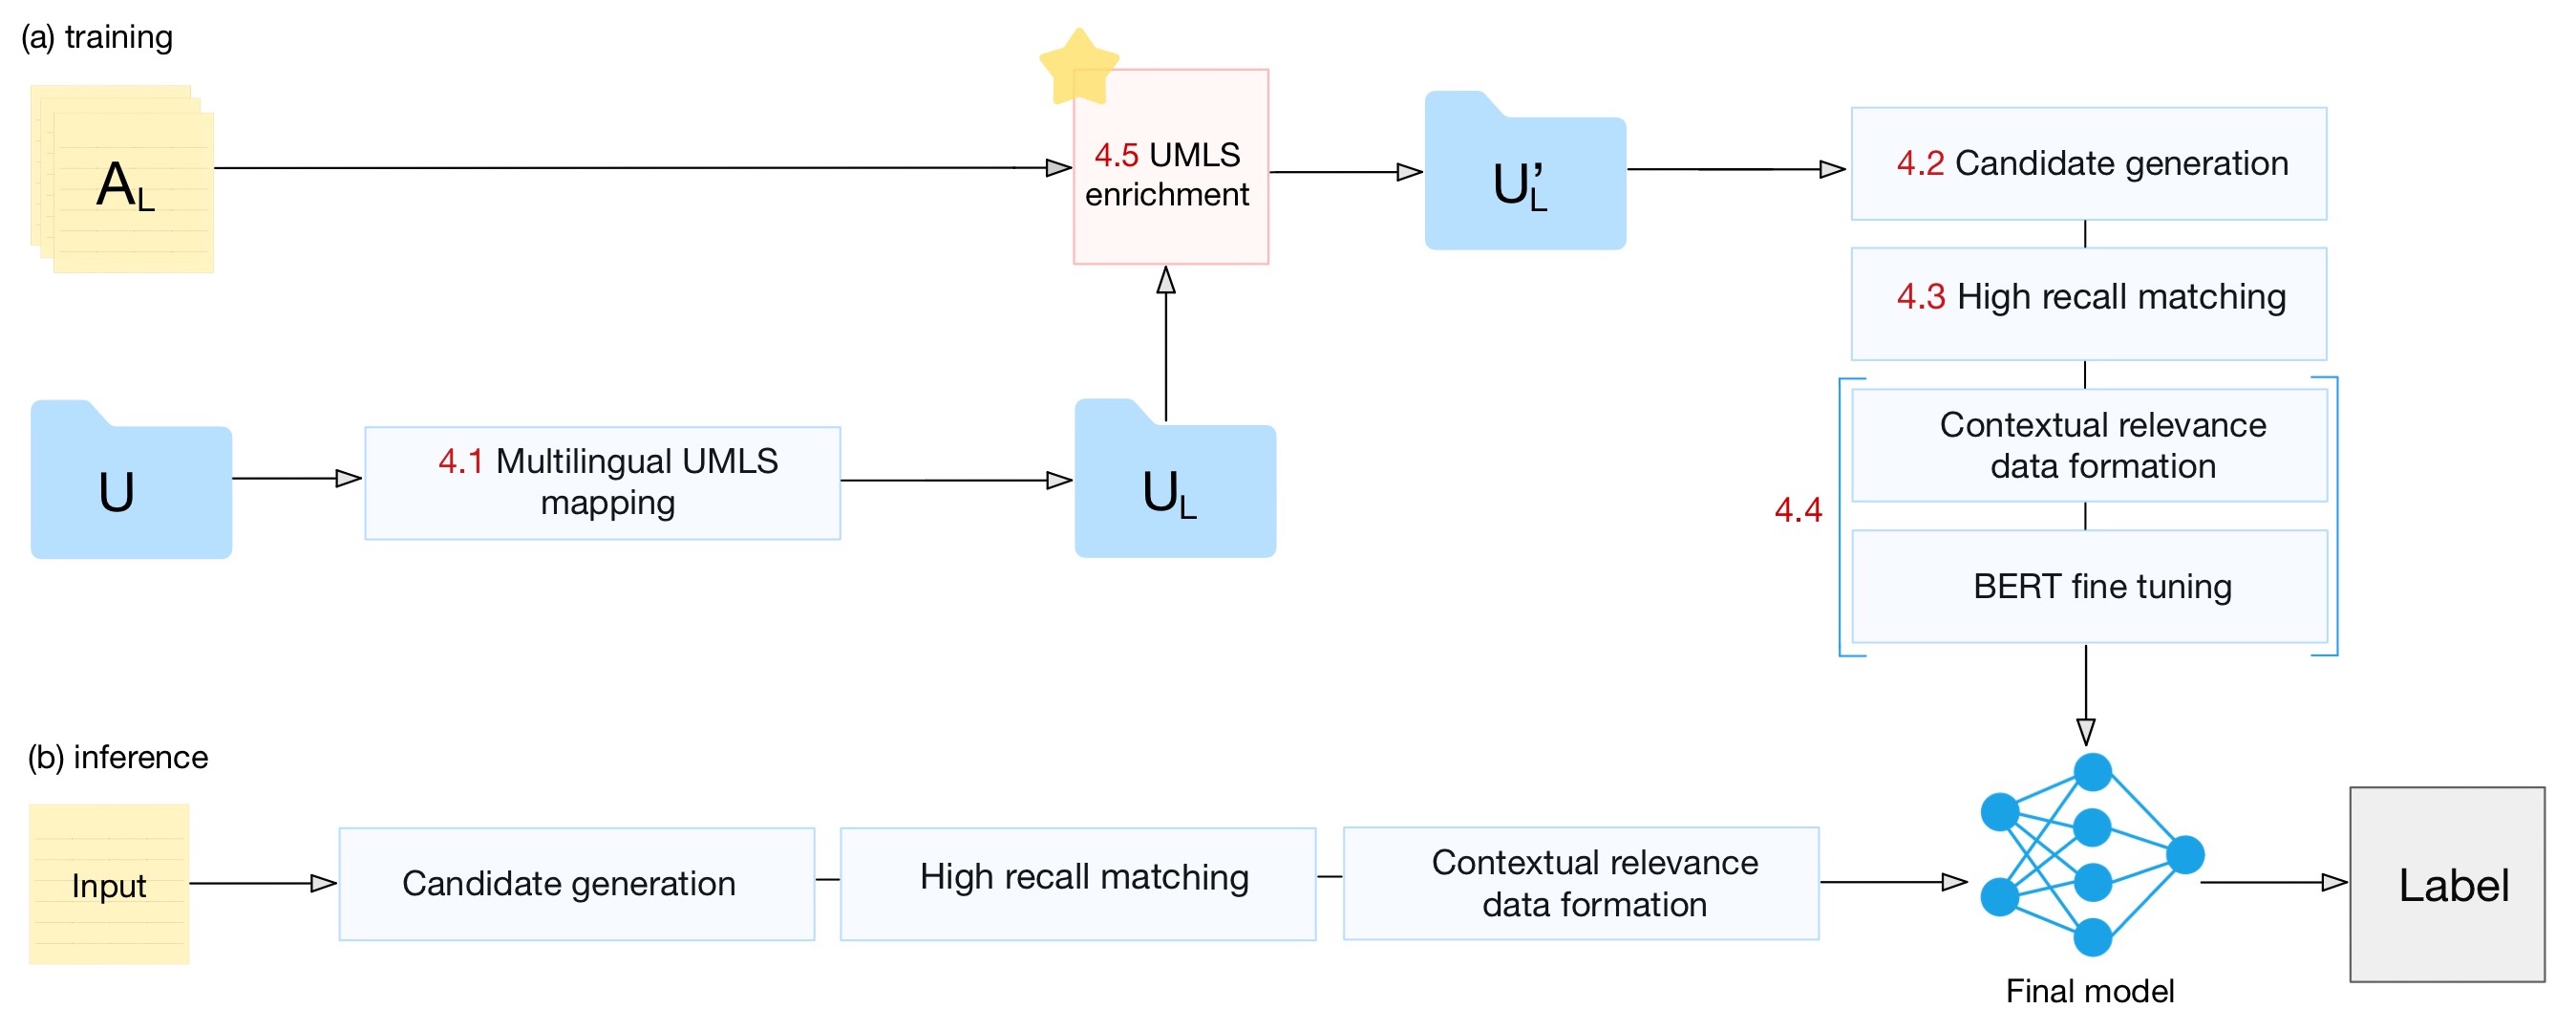 (a) training
A_L
4.5 UMLS
enrichment
U'_L
4.2 Candidate generation
4.3 High recall matching
Contextual relevance
data formation
4.4
BERT fine tuning
U
4.1 Multilingual UMLS
mapping
U_L
(b) inference
Input
Candidate generation
High recall matching
Contextual relevance
data formation
Final model
Label